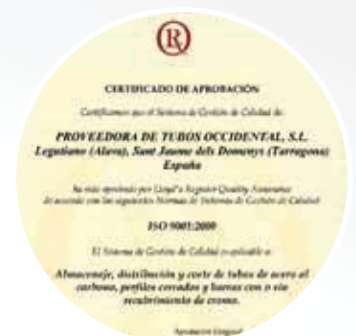 R
CERTIFICADO DE APROBACIÓN
Certificamos que el Sistema de Gestión de Calidad de:
PROVEEDORA DE TUBOS OCCIDENTAL, S.L.
Legutiano (Alava), Sant Jaume dels Domenys (Tarragona)
España
ha sido aprobado por Lloyd's Register Quality Assurance
de acuerdo con las siguientes Normas de Sistemas de Gestión de Calidad:
ISO 9001:2000
El Sistema de Gestión de Calidad es aplicable a:
Almacenaje, distribución y corte de tubos de acero al
carbono, perfiles cerrados y barras con o sin
recubrimiento de cromo.
Aprobación Original